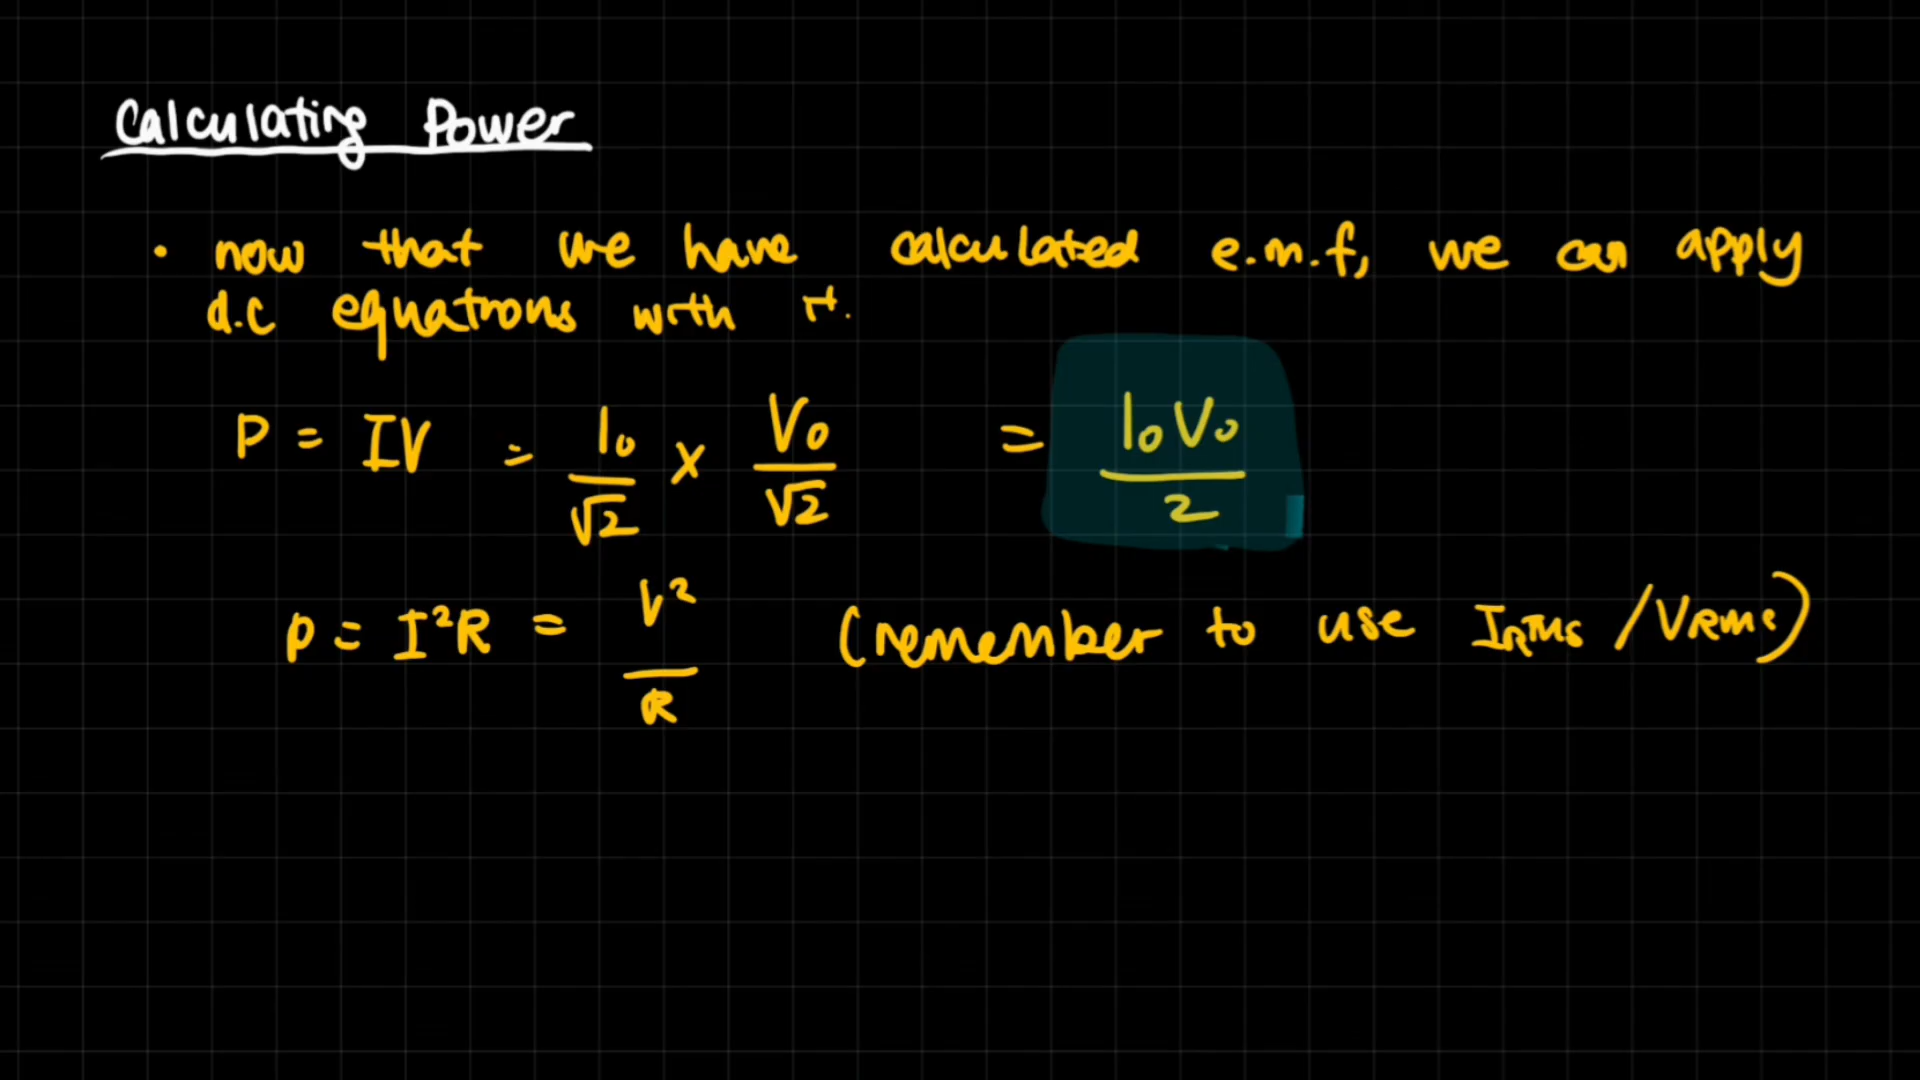 Calculating Power
• now that we have calculated e.m.f, we can apply
d.c equations with it.
P = IV = I₀/√2 × V₀/√2 = I₀V₀/2
P = I²R = V²/R (remember to use IRMS / VRMS)